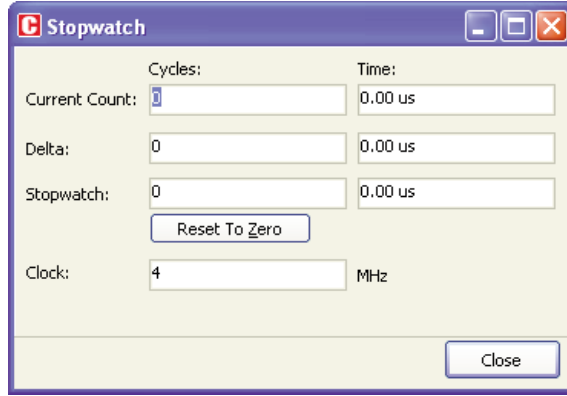 C Stopwatch
Cycles: Time:
Current Count: 0 0.00 us
Delta: 0 0.00 us
Stopwatch: 0 0.00 us
Reset To Zero
Clock: 4 MHz
Close